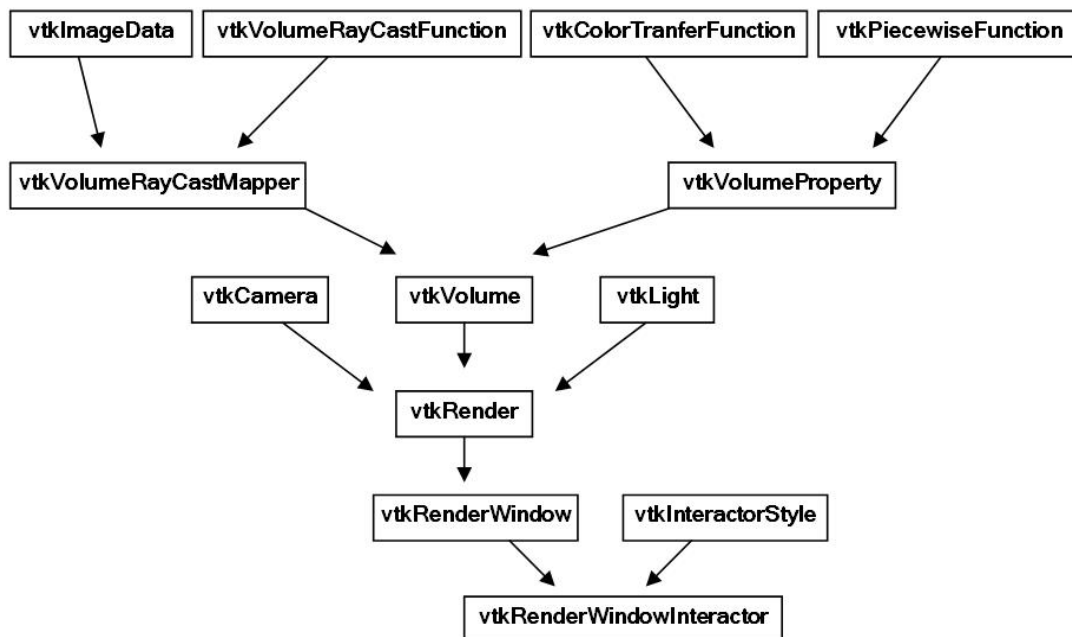 vtkImageData
vtkVolumeRayCastFunction
vtkColorTranferFunction
vtkPiecewiseFunction
vtkVolumeRayCastMapper
vtkVolumeProperty
vtkCamera
vtkVolume
vtkLight
vtkRender
vtkRenderWindow
vtkInteractorStyle
vtkRenderWindowInteractor